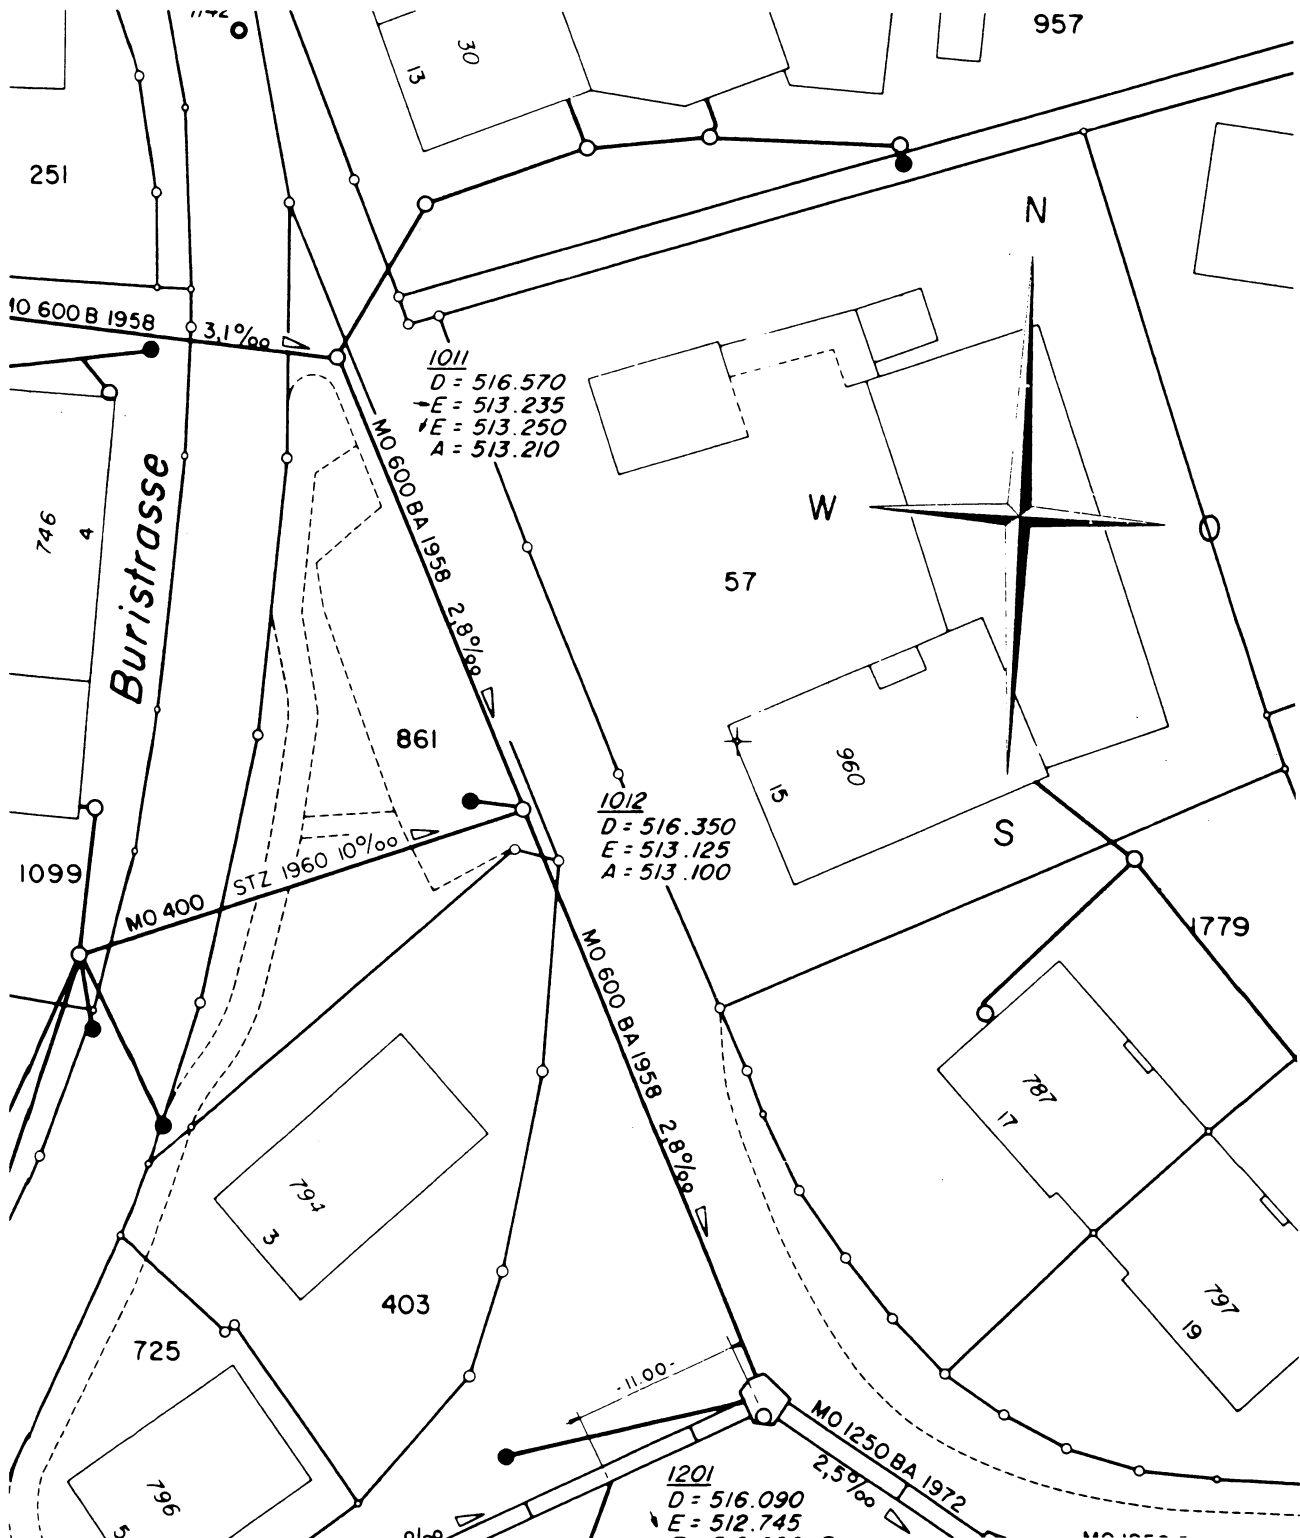 1142
957
30
13
251
N
MO 600 B 1958
3,1‰
1011
D = 516.570
E = 513.235
E = 513.250
A = 513.210
MO 600 BA 1958 2,8‰
W
746
4
Buristrasse
57
861
960
15
1012
D = 516.350
E = 513.125
A = 513.100
S
1099
MO 400 STZ 1960 10‰
1779
MO 600 BA 1958 2,8‰
787
17
794
3
403
797
19
725
-11.00-
MO 1250 BA 1972
2,5‰
796
5
1201
D = 516.090
E = 512.745